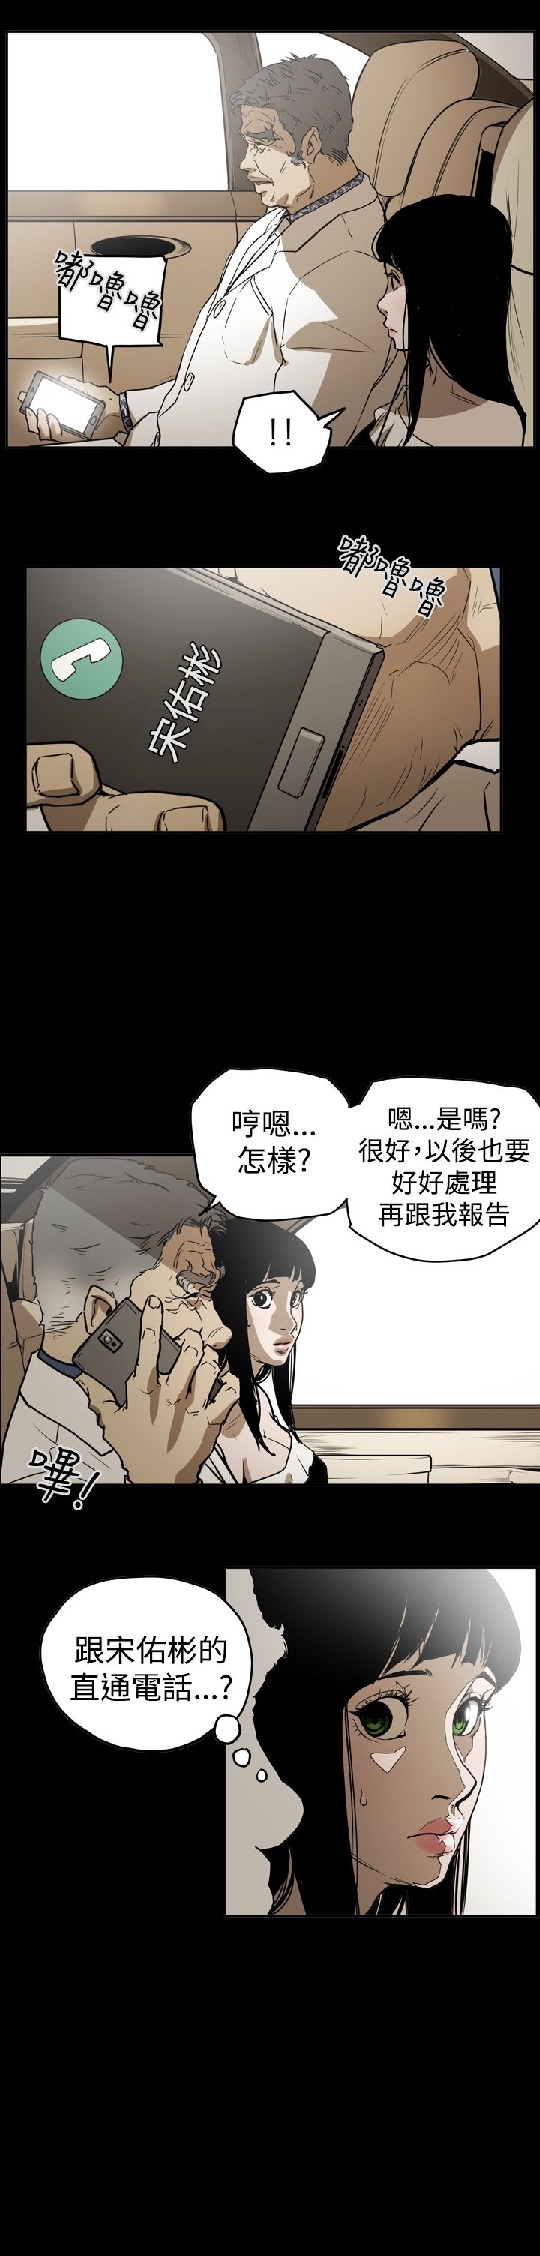 嘟嚕嚕
!!
嘟嚕嚕
宋佑彬
哼嗯...
怎樣?
嗯...是嗎?
很好,以後也要
好好處理
再跟我報告
嗶!
跟宋佑彬的
直通電話...?